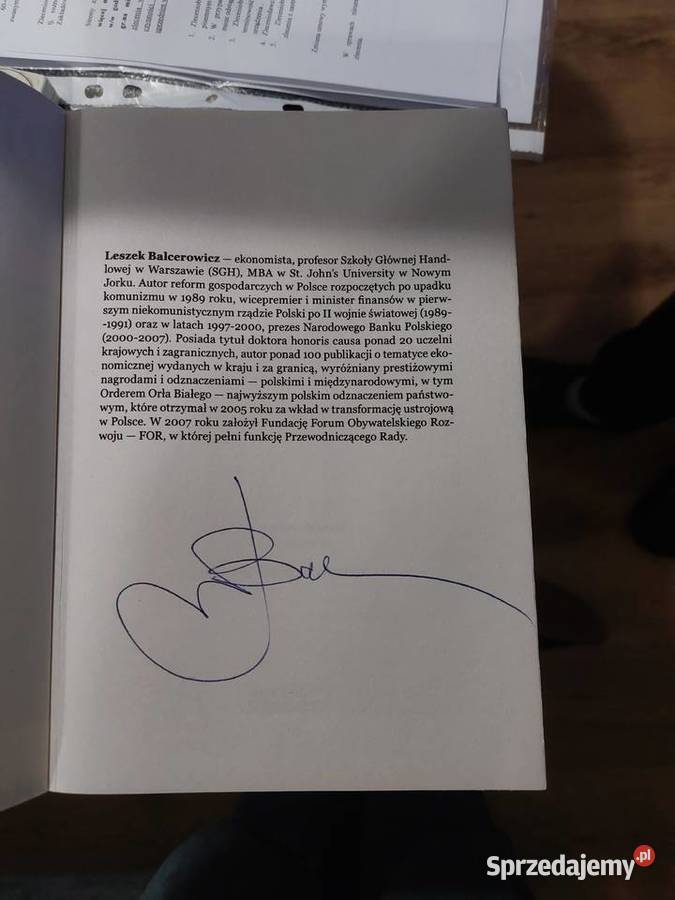 Leszek Balcerowicz — ekonomista, profesor Szkoły Głównej Hand-
lowej w Warszawie (SGH), MBA w St. John's University w Nowym
Jorku. Autor reform gospodarczych w Polsce rozpoczętych po upadku
komunizmu w 1989 roku, wicepremier i minister finansów w pierw-
szym niekomunistycznym rządzie Polski po II wojnie światowej (1989-
-1991) oraz w latach 1997-2000, prezes Narodowego Banku Polskiego
(2000-2007). Posiada tytuł doktora honoris causa ponad 20 uczelni
krajowych i zagranicznych, autor ponad 100 publikacji o tematyce eko-
nomicznej wydanych w kraju i za granicą, wyróżniany prestiżowymi
nagrodami i odznaczeniami — polskimi i międzynarodowymi, w tym
Orderem Orła Białego — najwyższym polskim odznaczeniem państwo-
wym, które otrzymał w 2005 roku za wkład w transformację ustrojową
w Polsce. W 2007 roku założył Fundację Forum Obywatelskiego Roz-
woju — FOR, w której pełni funkcję Przewodniczącego Rady.
Sprzedajemy.pl